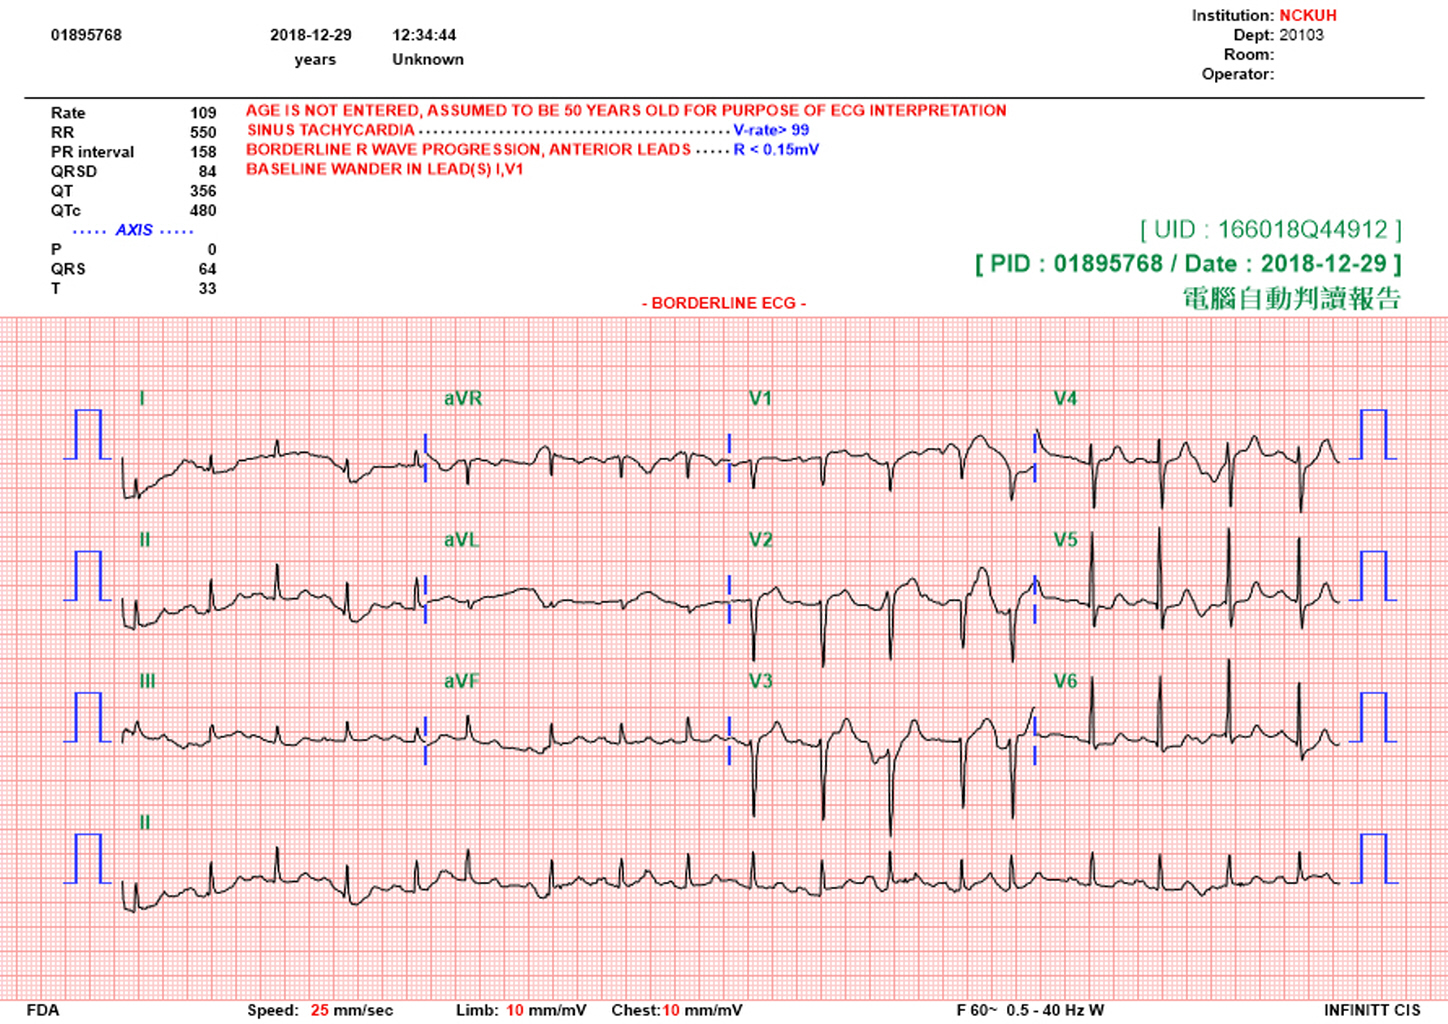 Institution: NCKUH
01895768 2018-12-29 12:34:44
Dept: 20103
years Unknown
Room:
Operator:
Rate 109
RR 550
PR interval 158
QRSD 84
QT 356
QTc 480
····· AXIS ·····
P 0
QRS 64
T 33
AGE IS NOT ENTERED, ASSUMED TO BE 50 YEARS OLD FOR PURPOSE OF ECG INTERPRETATION
SINUS TACHYCARDIA ······································· V-rate> 99
BORDERLINE R WAVE PROGRESSION, ANTERIOR LEADS ····· R < 0.15mV
BASELINE WANDER IN LEAD(S) I,V1
[ UID : 166018Q44912 ]
[ PID : 01895768 / Date : 2018-12-29 ]
電腦自動判讀報告
- BORDERLINE ECG -
I aVR V1 V4
II aVL V2 V5
III aVF V3 V6
II
FDA Speed: 25 mm/sec Limb: 10 mm/mV Chest:10 mm/mV F 60~ 0.5 - 40 Hz W INFINITT CIS